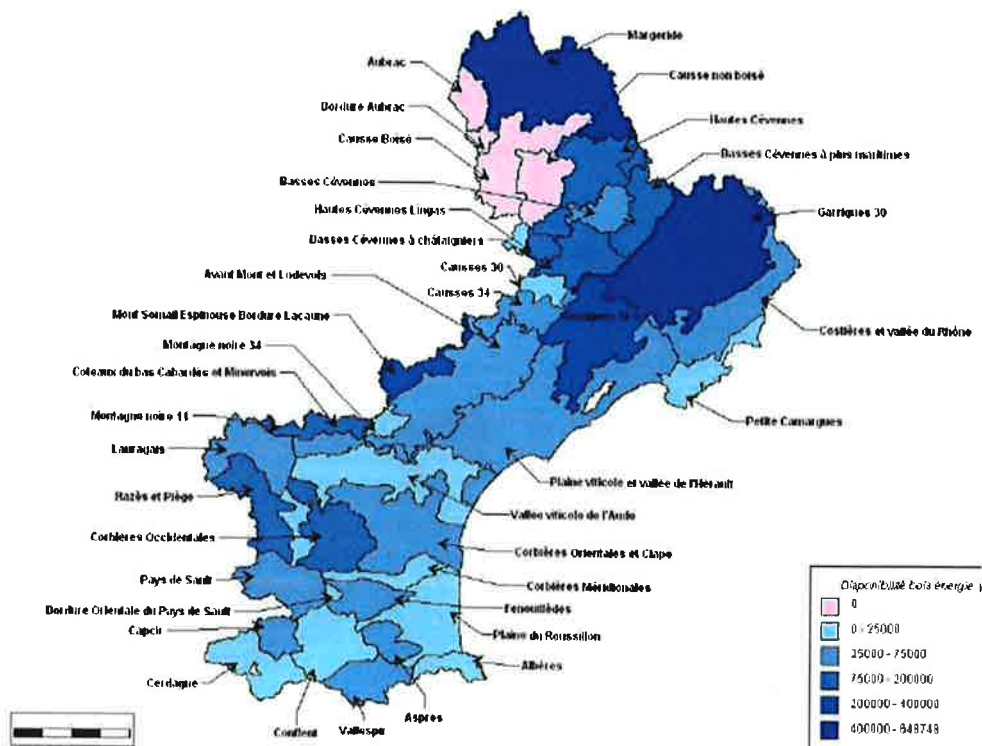 Margeride
Aubrac
Causse non boisé
Bordure Aubrac
Hautes Cévennes
Causse Boisé
Basses Cévennes à plus maritimes
Basses Cévennes
Hautes Cévennes Lingas
Garrigues 30
Basses Cévennes à châtaigniers
Causses 30
Avant Mont et Lodevois
Causses 34
Mont Somail Espinouse Bordure Lacaune
Costières et vallée du Rhône
Montagne noire 34
Coteaux du bas Cabardès et Minervois
Montagne noire 11
Petite Camargues
Lauragais
Plaine viticole et vallée de l'Hérault
Razès et Piège
Vallée viticole de l'Aude
Corbières Occidentales
Corbières Orientales et Clape
Pays de Sault
Corbières Méridionales
Bordure Orientale du Pays de Sault
Fenouillèdes
Capcir
Plaine du Roussillon
Albères
Cerdagne
Aspres
Conflent
Vallespir
Disponibilité bois énergie
0
0 - 25000
25000 - 75000
75000 - 200000
200000 - 400000
400000 - 649749